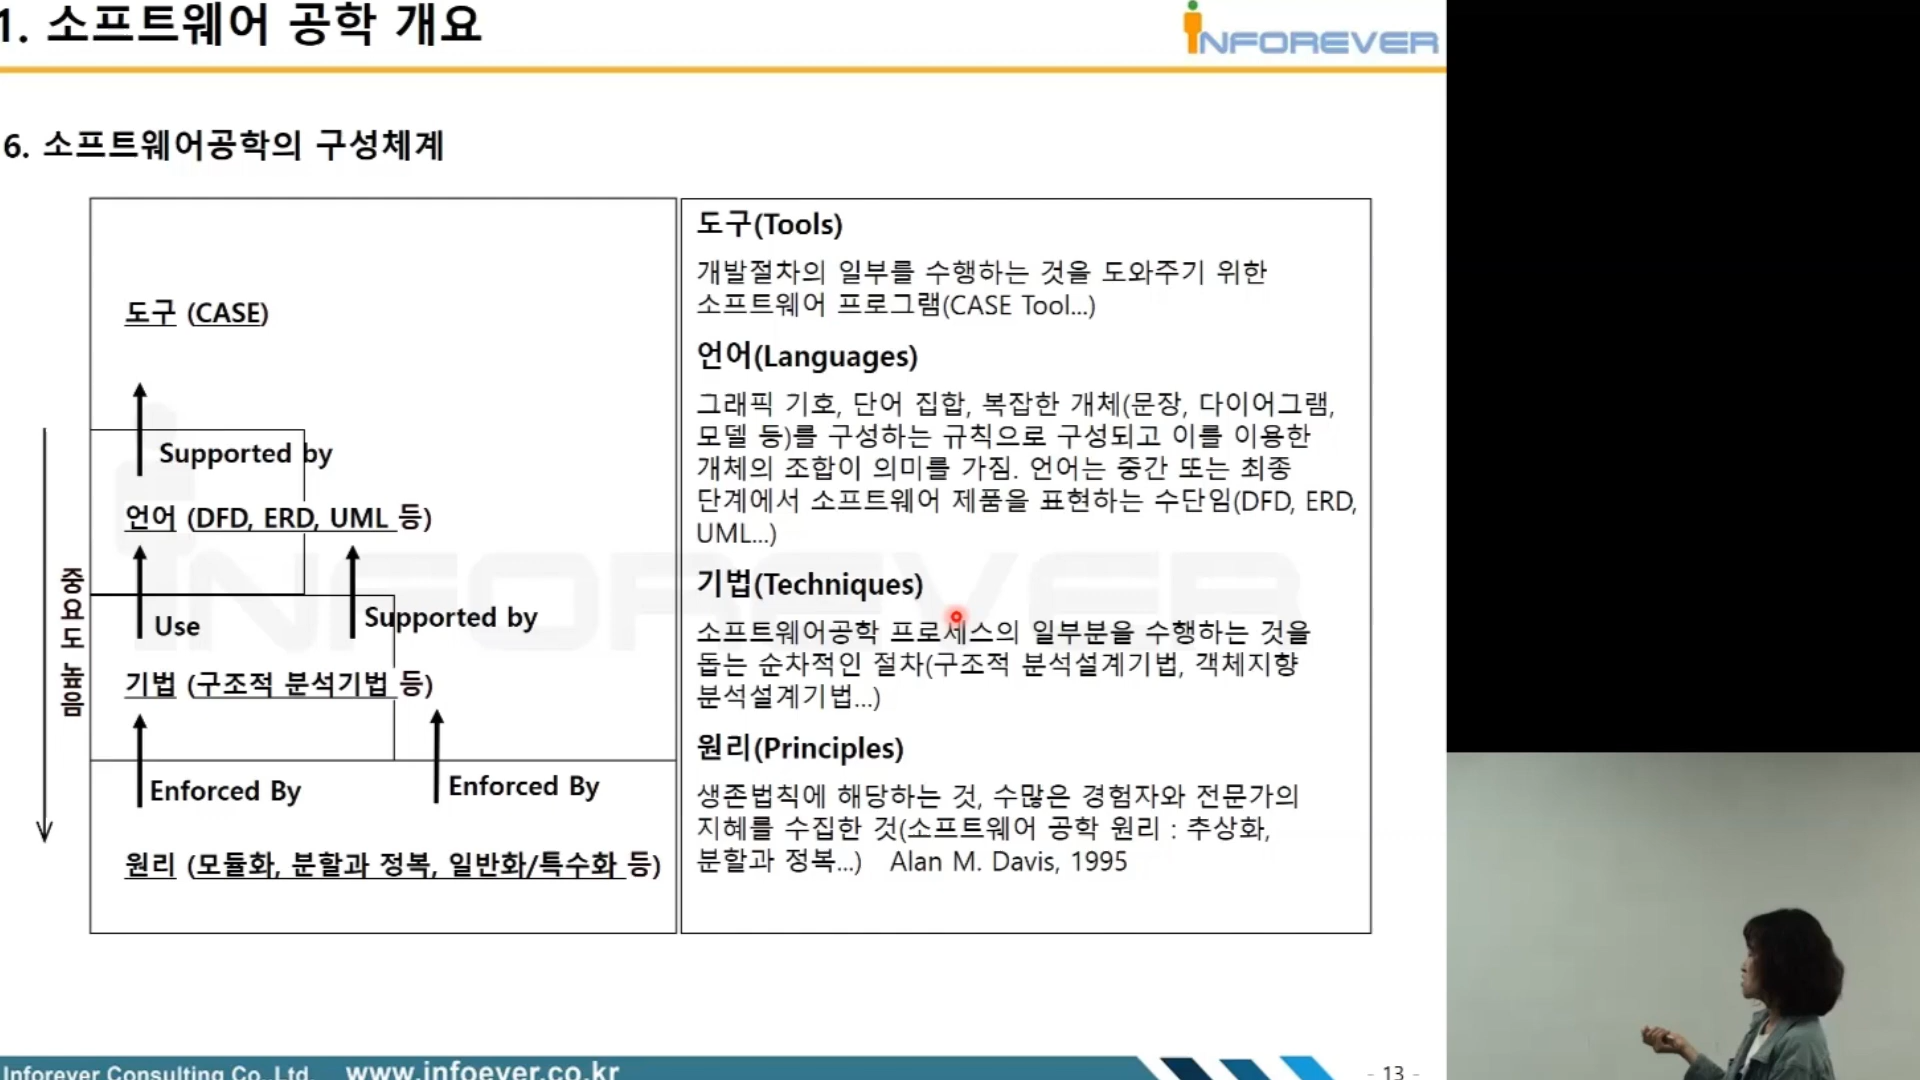 1. 소프트웨어 공학 개요
INFOREVER
6. 소프트웨어공학의 구성체계
도구 (CASE)
Supported by
언어 (DFD, ERD, UML 등)
Use
Supported by
기법 (구조적 분석기법 등)
Enforced By
Enforced By
원리 (모듈화, 분할과 정복, 일반화/특수화 등)
중요도 높음
도구(Tools)
개발절차의 일부를 수행하는 것을 도와주기 위한
소프트웨어 프로그램(CASE Tool...)
언어(Languages)
그래픽 기호, 단어 집합, 복잡한 개체(문장, 다이어그램,
모델 등)를 구성하는 규칙으로 구성되고 이를 이용한
개체의 조합이 의미를 가짐. 언어는 중간 또는 최종
단계에서 소프트웨어 제품을 표현하는 수단임(DFD, ERD,
UML...)
기법(Techniques)
소프트웨어공학 프로세스의 일부분을 수행하는 것을
돕는 순차적인 절차(구조적 분석설계기법, 객체지향
분석설계기법...)
원리(Principles)
생존법칙에 해당하는 것, 수많은 경험자와 전문가의
지혜를 수집한 것(소프트웨어 공학 원리 : 추상화,
분할과 정복...) Alan M. Davis, 1995
INFOREVER
Inforever Consulting Co.,Ltd. www.infoever.co.kr
- 13 -